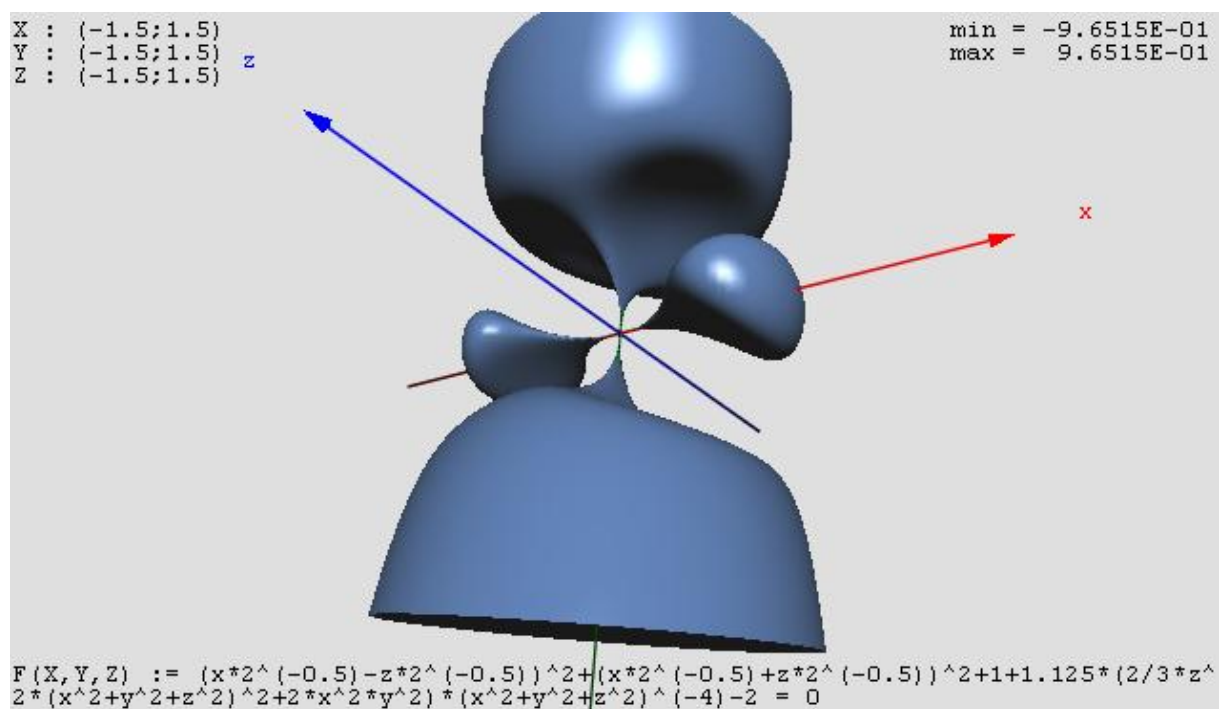 X : (-1.5;1.5)
Y : (-1.5;1.5)
Z : (-1.5;1.5)
min = -9.6515E-01
max =  9.6515E-01
z
x
F(X,Y,Z) := (x*2^(-0.5)-z*2^(-0.5))^2+(x*2^(-0.5)+z*2^(-0.5))^2+1+1.125*(2/3*z^
2*(x^2+y^2+z^2)^2+2*x^2*y^2)*(x^2+y^2+z^2)^(-4)-2 = 0